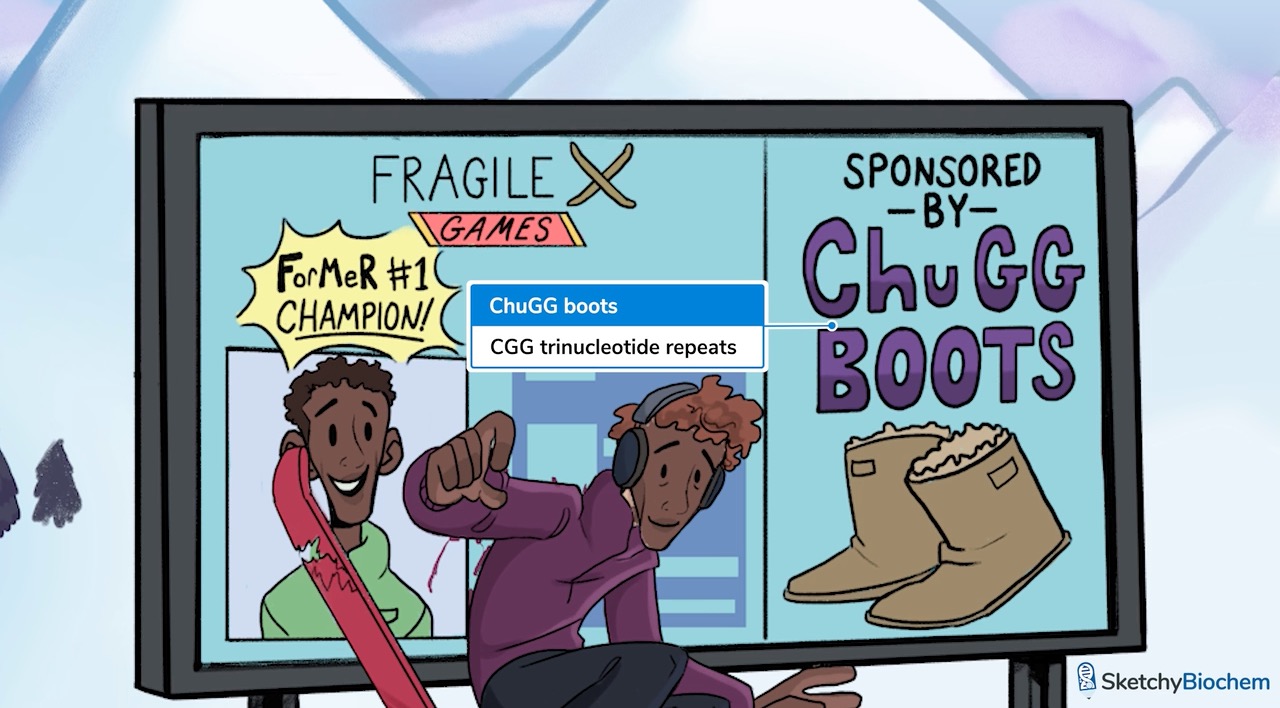 FRAGILE X
GAMES
ForMeR #1
CHAMPION!
ChuGG boots
CGG trinucleotide repeats
SPONSORED
—BY—
ChuGG
BOOTS
SketchyBiochem